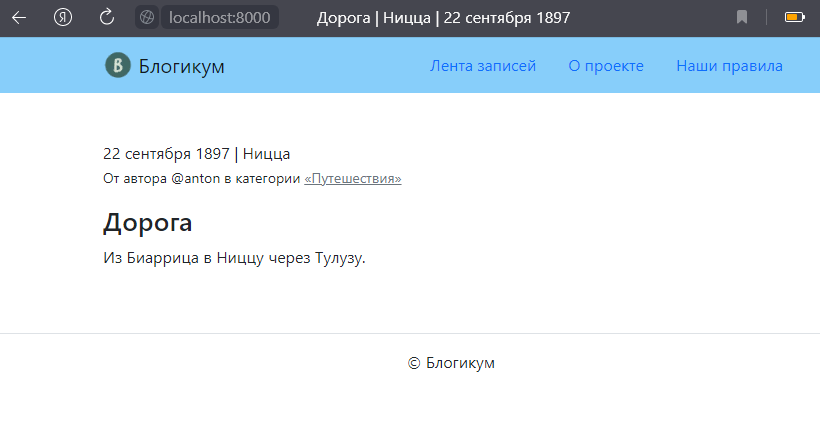 localhost:8000 Дорога | Ницца | 22 сентября 1897
Блогикум Лента записей О проекте Наши правила
22 сентября 1897 | Ницца
От автора @anton в категории «Путешествия»
Дорога
Из Биаррица в Ниццу через Тулузу.
© Блогикум